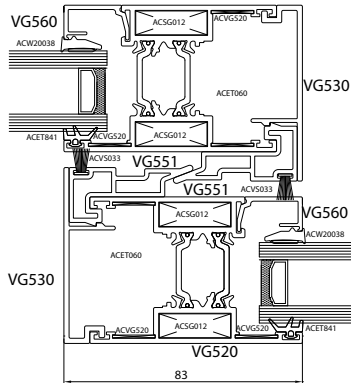 VG560 ACSG012 ACVG520
ACW20038
ACET060 VG530
ACET841 ACVG520 ACSG012
ACVS033 VG551
VG551 ACVS033
ACSG012 VG560
ACW20038
VG530 ACET060
ACVG520 ACSG012 ACVG520 ACET841
VG520
83